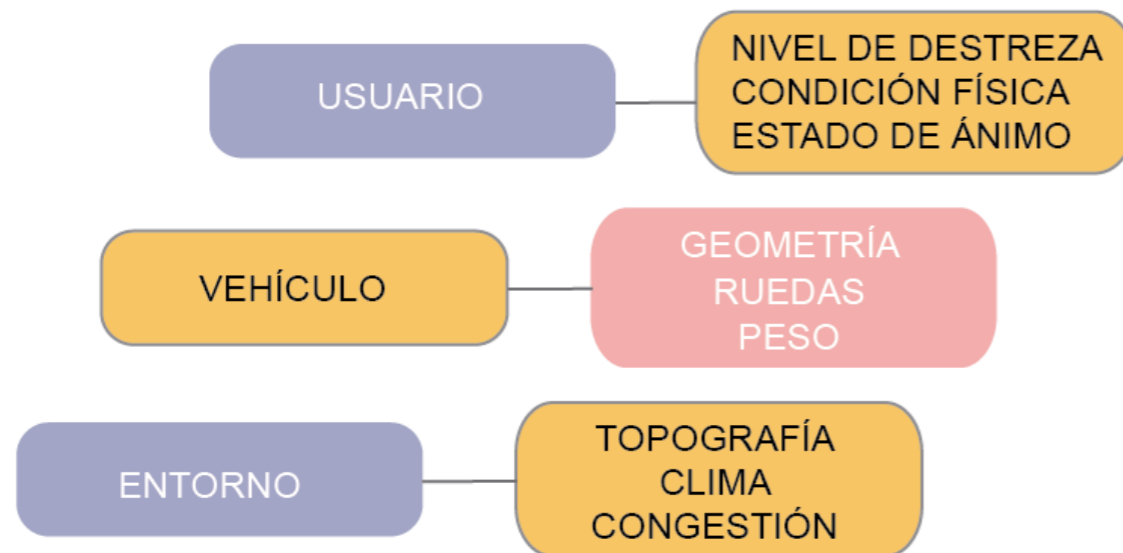 USUARIO
NIVEL DE DESTREZA
CONDICIÓN FÍSICA
ESTADO DE ÁNIMO
VEHÍCULO
GEOMETRÍA
RUEDAS
PESO
ENTORNO
TOPOGRAFÍA
CLIMA
CONGESTIÓN